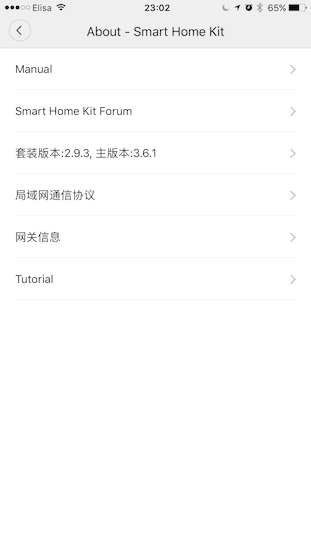 Elisa 23:02 65%
About - Smart Home Kit
Manual
Smart Home Kit Forum
套装版本:2.9.3, 主版本:3.6.1
局域网通信协议
网关信息
Tutorial